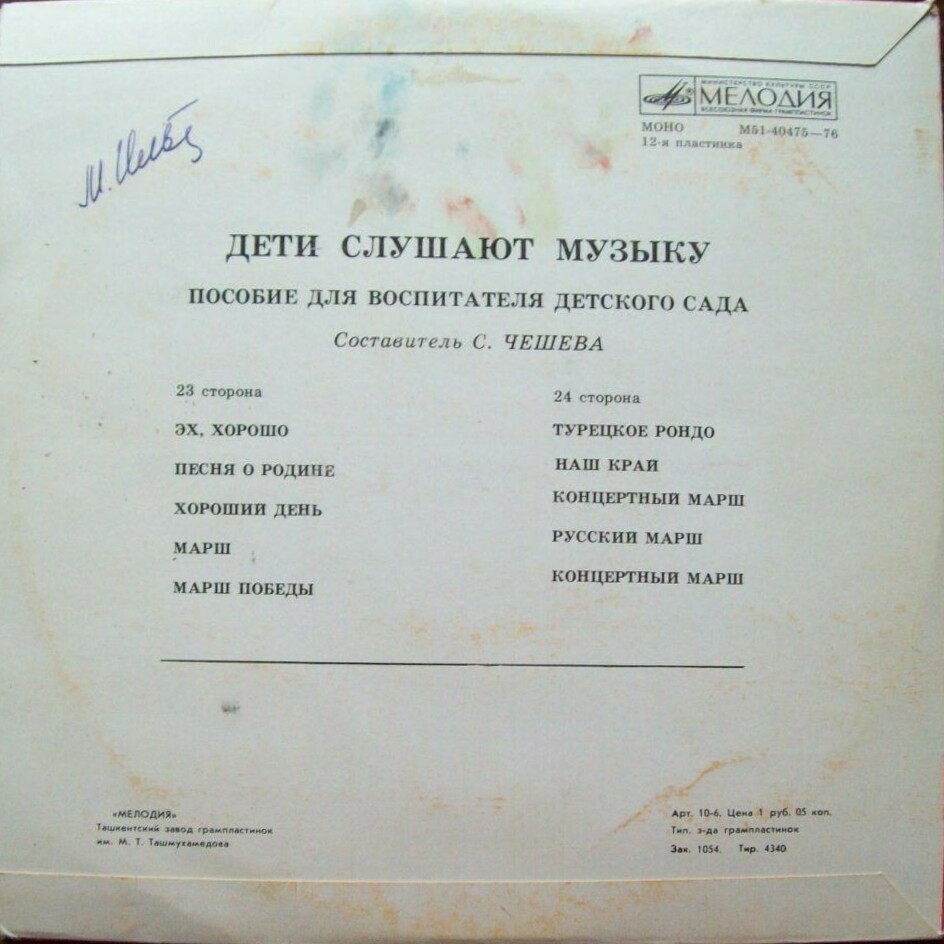 МИНИСТЕРСТВО КУЛЬТУРЫ СССР
МЕЛОДИЯ
ВСЕСОЮЗНАЯ ФИРМА ГРАМПЛАСТИНОК
МОНО М51-40475—76
12-я пластинка
ДЕТИ СЛУШАЮТ МУЗЫКУ
ПОСОБИЕ ДЛЯ ВОСПИТАТЕЛЯ ДЕТСКОГО САДА
Составитель С. ЧЕШЕВА
23 сторона
ЭХ, ХОРОШО
ПЕСНЯ О РОДИНЕ
ХОРОШИЙ ДЕНЬ
МАРШ
МАРШ ПОБЕДЫ
24 сторона
ТУРЕЦКОЕ РОНДО
НАШ КРАЙ
КОНЦЕРТНЫЙ МАРШ
РУССКИЙ МАРШ
КОНЦЕРТНЫЙ МАРШ
«МЕЛОДИЯ»
Ташкентский завод грампластинок
им. М. Т. Ташмухамедова
Арт. 10-6. Цена 1 руб. 05 коп.
Тип. з-да грампластинок
Зак. 1054. Тир. 4340